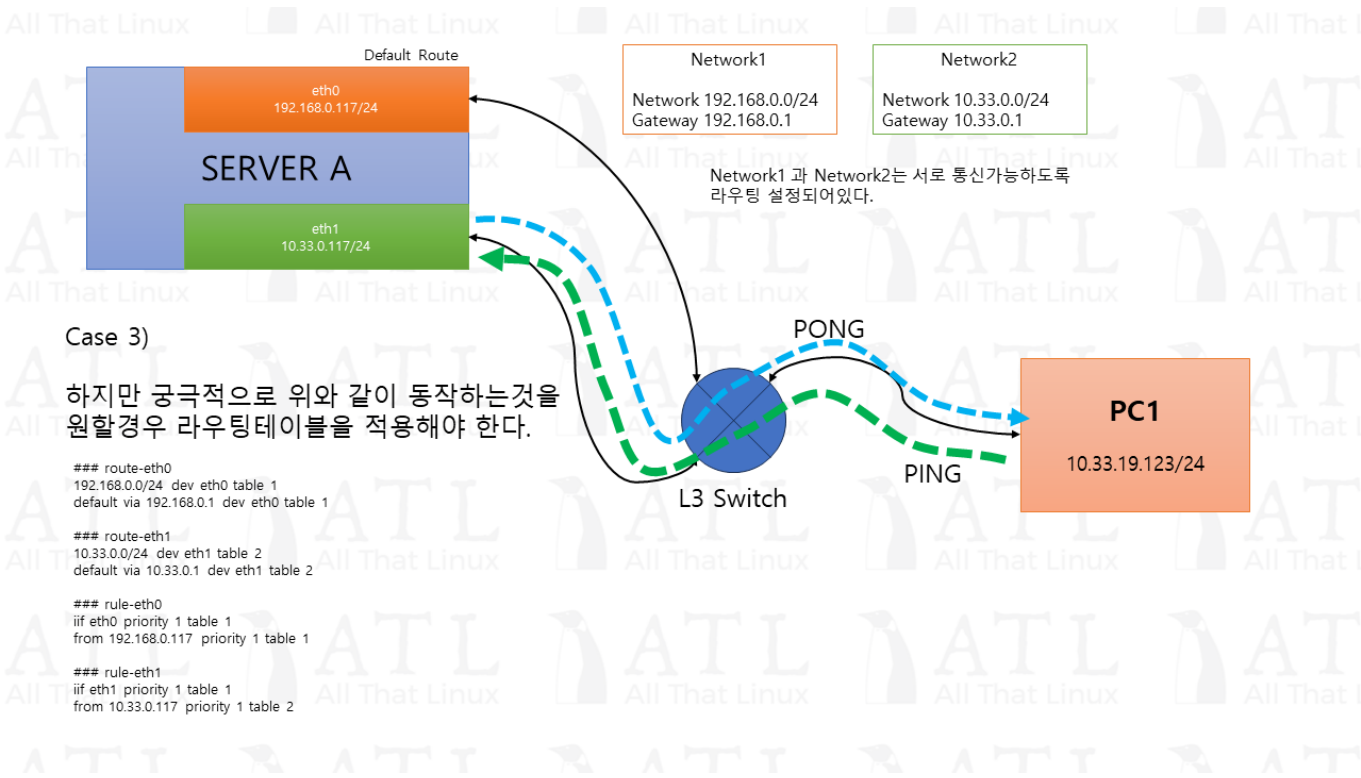 Default Route
eth0
192.168.0.117/24
SERVER A
eth1
10.33.0.117/24
Network1
Network 192.168.0.0/24
Gateway 192.168.0.1
Network2
Network 10.33.0.0/24
Gateway 10.33.0.1
Network1 과 Network2는 서로 통신가능하도록
라우팅 설정되어있다.
Case 3)
하지만 궁극적으로 위와 같이 동작하는것을
원할경우 라우팅테이블을 적용해야 한다.
PONG
PING
L3 Switch
PC1
10.33.19.123/24
### route-eth0
192.168.0.0/24 dev eth0 table 1
default via 192.168.0.1 dev eth0 table 1
### route-eth1
10.33.0.0/24 dev eth1 table 2
default via 10.33.0.1 dev eth1 table 2
### rule-eth0
iif eth0 priority 1 table 1
from 192.168.0.117 priority 1 table 1
### rule-eth1
iif eth1 priority 1 table 1
from 10.33.0.117 priority 1 table 2
ATL
All That Linux